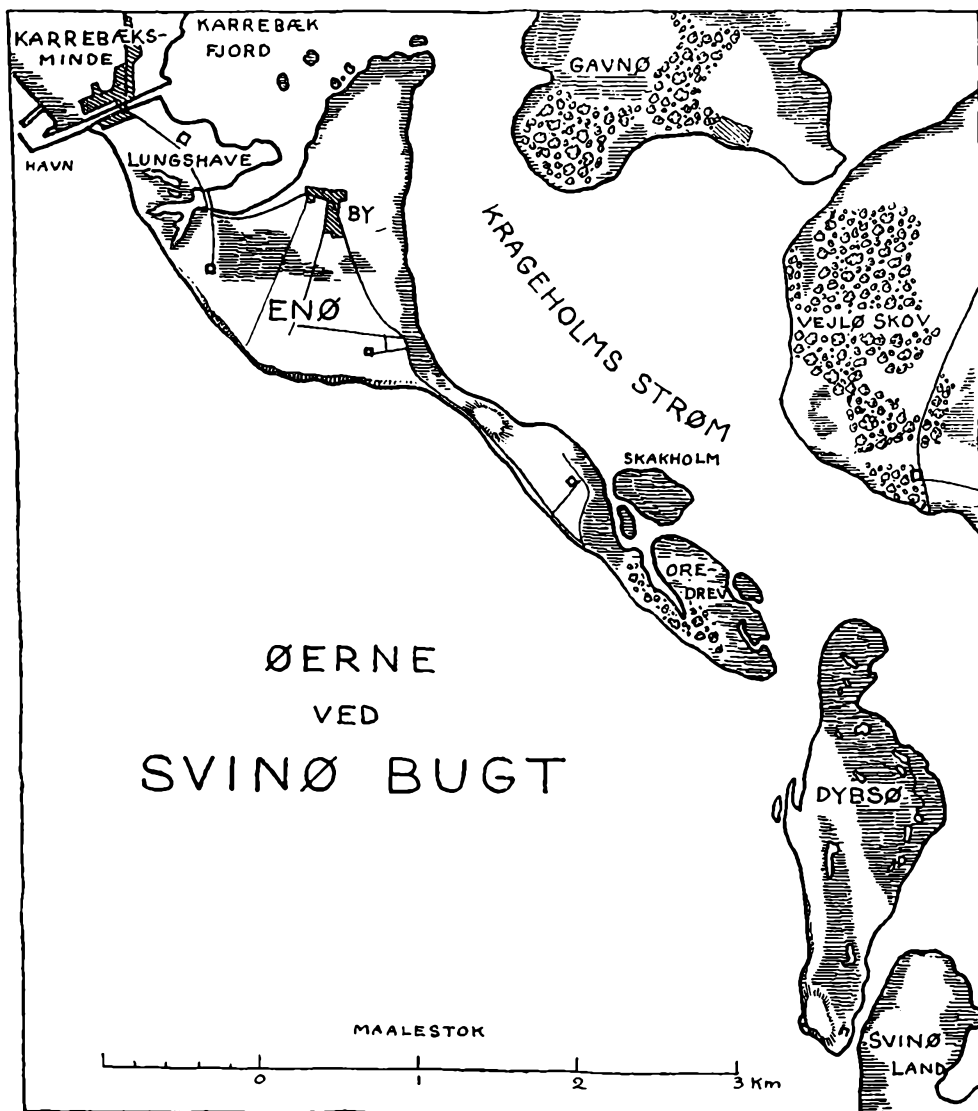 KARREBÆKS-
MINDE
KARREBÆK
FJORD
GAVNØ
HAVN
LUNGSHAVE
BY
KRAGEHOLMS STRØM
ENØ
VEJLØ SKOV
SKAKHOLM
ORE-
DREV
ØERNE
VED
SVINØ BUGT
DYBSØ
MAALESTOK
SVINØ
LAND
0 1 2 3 Km